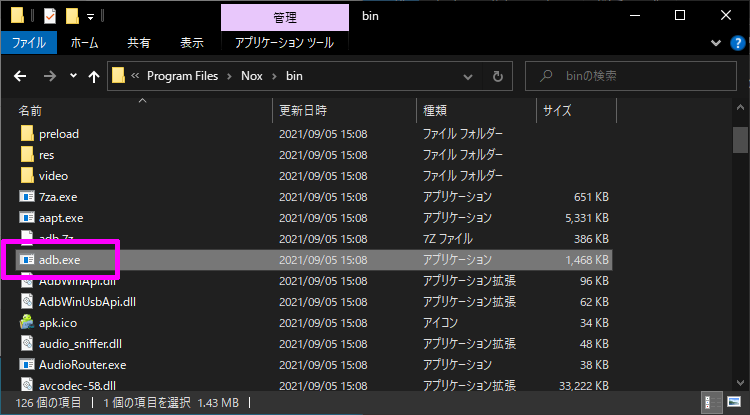 管理 bin
ファイル ホーム 共有 表示 アプリケーション ツール
Program Files Nox bin binの検索
名前 更新日時 種類 サイズ
preload 2021/09/05 15:08 ファイル フォルダー
res 2021/09/05 15:08 ファイル フォルダー
video 2021/09/05 15:08 ファイル フォルダー
7za.exe 2021/09/05 15:08 アプリケーション 651 KB
aapt.exe 2021/09/05 15:08 アプリケーション 5,331 KB
adb.7z 2021/09/05 15:08 7Z ファイル 386 KB
adb.exe 2021/09/05 15:08 アプリケーション 1,468 KB
AdbWinApi.dll 2021/09/05 15:08 アプリケーション拡張 96 KB
AdbWinUsbApi.dll 2021/09/05 15:08 アプリケーション拡張 62 KB
apk.ico 2021/09/05 15:08 アイコン 34 KB
audio_sniffer.dll 2021/09/05 15:08 アプリケーション拡張 48 KB
AudioRouter.exe 2021/09/05 15:08 アプリケーション 38 KB
avcodec-58.dll 2021/09/05 15:08 アプリケーション拡張 33,222 KB
126 個の項目 1 個の項目を選択 1.43 MB